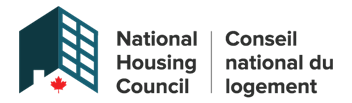 National
Housing
Council
Conseil
national du
logement